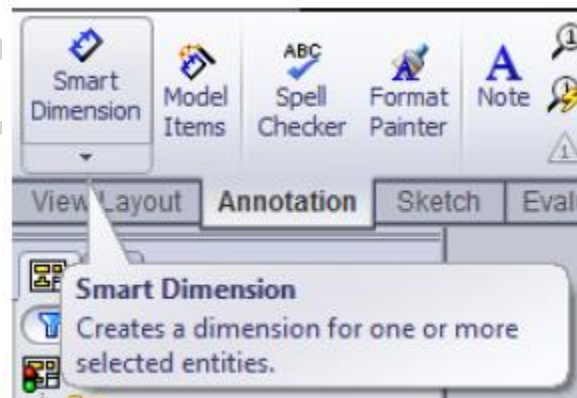 Smart
Dimension
Model
Items
ABC
Spell
Checker
Format
Painter
A
Note
View Layout
Annotation
Sketch
Eval
Smart Dimension
Creates a dimension for one or more
selected entities.